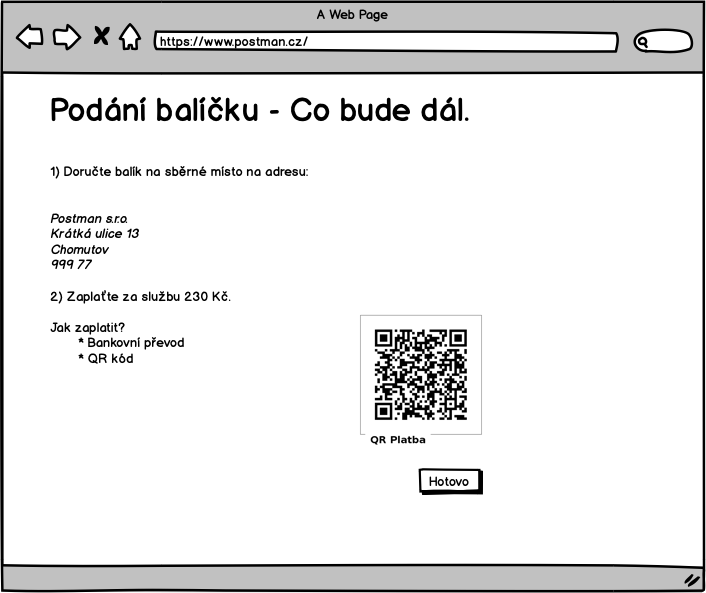 A Web Page
https://www.postman.cz/
Podání balíčku - Co bude dál.
1) Doručte balík na sběrné místo na adresu:
Postman s.r.o.
Krátká ulice 13
Chomutov
999 77
2) Zaplaťte za službu 230 Kč.
Jak zaplatit?
* Bankovní převod
* QR kód
QR Platba
Hotovo